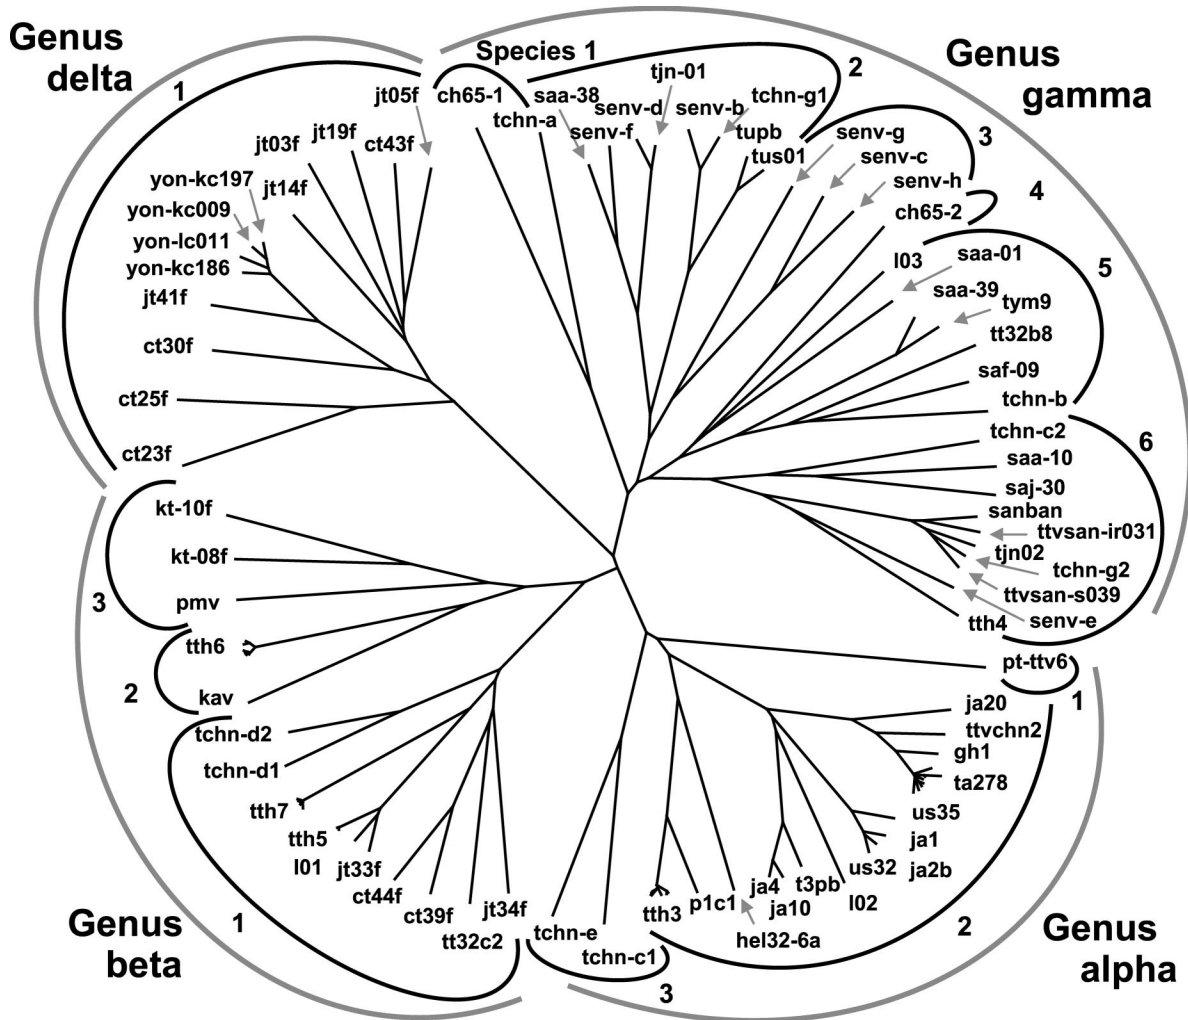 Genus
delta
1
jt05f
jt19f
jt03f
ct43f
yon-kc197
jt14f
yon-kc009
yon-lc011
yon-kc186
jt41f
ct30f
ct25f
ct23f
Genus
gamma
Species 1
ch65-1
tchn-a
2
saa-38
tjn-01
senv-d
senv-f
senv-b
tchn-g1
tupb
tus01
3
senv-g
senv-c
senv-h
4
ch65-2
5
l03
saa-01
saa-39
tym9
tt32b8
saf-09
tchn-b
6
tchn-c2
saa-10
saj-30
sanban
ttvsan-ir031
tjn02
tchn-g2
ttvsan-s039
senv-e
tth4
pt-ttv6
1
ja20
ttvchn2
gh1
ta278
us35
ja1
ja2b
us32
l02
t3pb
ja4
ja10
hel32-6a
p1c1
tth3
2
Genus
alpha
tchn-e
tchn-c1
3
kt-10f
kt-08f
pmv
3
tth6
kav
2
tchn-d2
tchn-d1
tth7
tth5
l01
jt33f
ct44f
ct39f
tt32c2
jt34f
1
Genus
beta